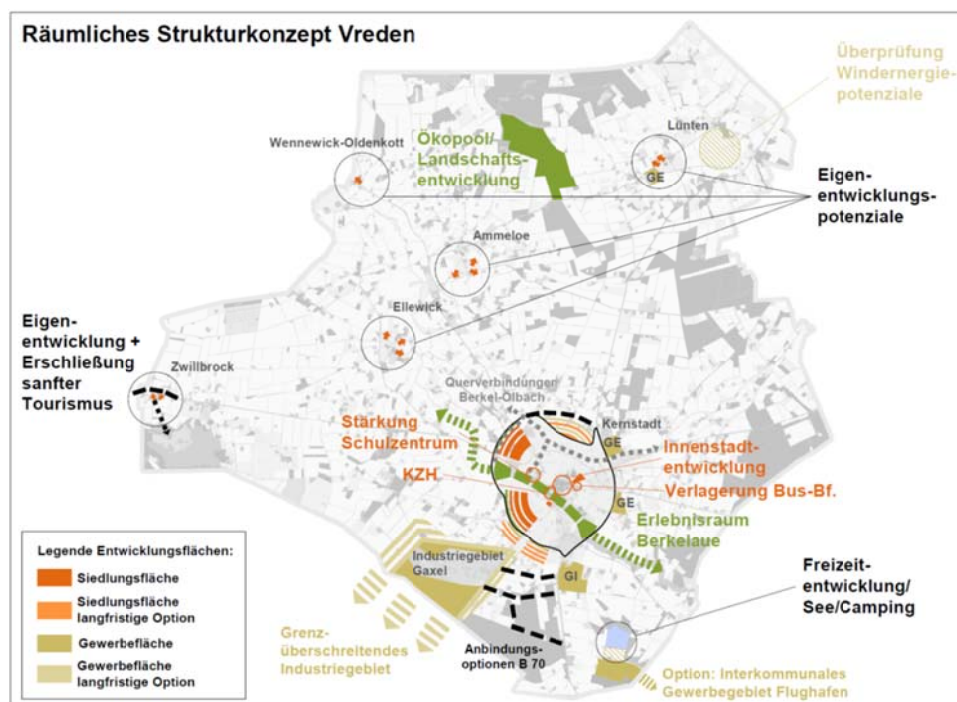 Räumliches Strukturkonzept Vreden
Überprüfung
Windernergie-
potenziale
Lünten
GE
Wennewick-Oldenkott
Ökopool/
Landschafts-
entwicklung
Eigen-
entwicklungs-
potenziale
Ammeloe
Ellewick
Eigen-
entwicklung +
Erschließung
sanfter
Tourismus
Zwillbrock
Querverbindungen
Berkel-Ölbach
Kernstadt
GE
Stärkung
Schulzentrum
Innenstadt-
entwicklung
KZH
Verlagerung Bus-Bf.
GE
Erlebnisraum
Berkelaue
Legende Entwicklungsflächen:
Siedlungsfläche
Siedlungsfläche
langfristige Option
Gewerbefläche
Gewerbefläche
langfristige Option
Industriegebiet
Gaxel
GI
Freizeit-
entwicklung/
See/Camping
Grenz-
überschreitendes
Industriegebiet
Anbindungs-
optionen B 70
Option: Interkommunales
Gewerbegebiet Flughafen